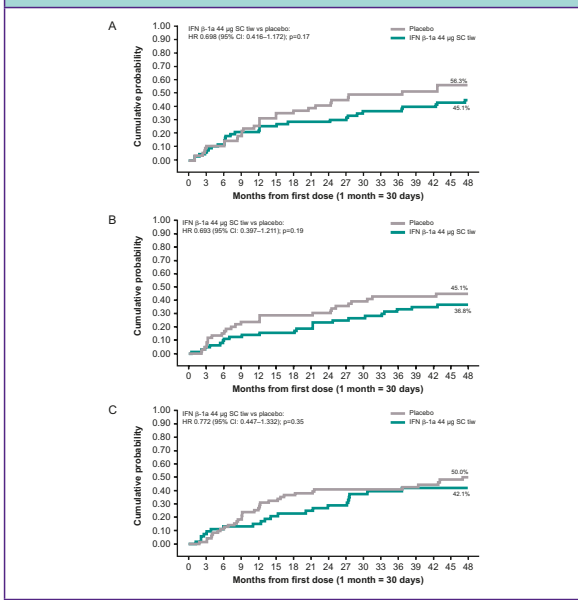 A
IFN β-1a 44 µg SC tiw vs placebo:
HR 0.698 (95% CI: 0.416–1.172); p=0.17
Placebo
IFN β-1a 44 µg SC tiw
Cumulative probability
1.00
0.90
0.80
0.70
0.60
0.50
0.40
0.30
0.20
0.10
0.00
56.3%
45.1%
0 3 6 9 12 15 18 21 24 27 30 33 36 39 42 45 48
Months from first dose (1 month = 30 days)
B
IFN β-1a 44 µg SC tiw vs placebo:
HR 0.693 (95% CI: 0.397–1.211); p=0.19
Placebo
IFN β-1a 44 µg SC tiw
Cumulative probability
1.00
0.90
0.80
0.70
0.60
0.50
0.40
0.30
0.20
0.10
0.00
45.1%
36.8%
0 3 6 9 12 15 18 21 24 27 30 33 36 39 42 45 48
Months from first dose (1 month = 30 days)
C
IFN β-1a 44 µg SC tiw vs placebo:
HR 0.772 (95% CI: 0.447–1.332); p=0.35
Placebo
IFN β-1a 44 µg SC tiw
Cumulative probability
1.00
0.90
0.80
0.70
0.60
0.50
0.40
0.30
0.20
0.10
0.00
50.0%
42.1%
0 3 6 9 12 15 18 21 24 27 30 33 36 39 42 45 48
Months from first dose (1 month = 30 days)